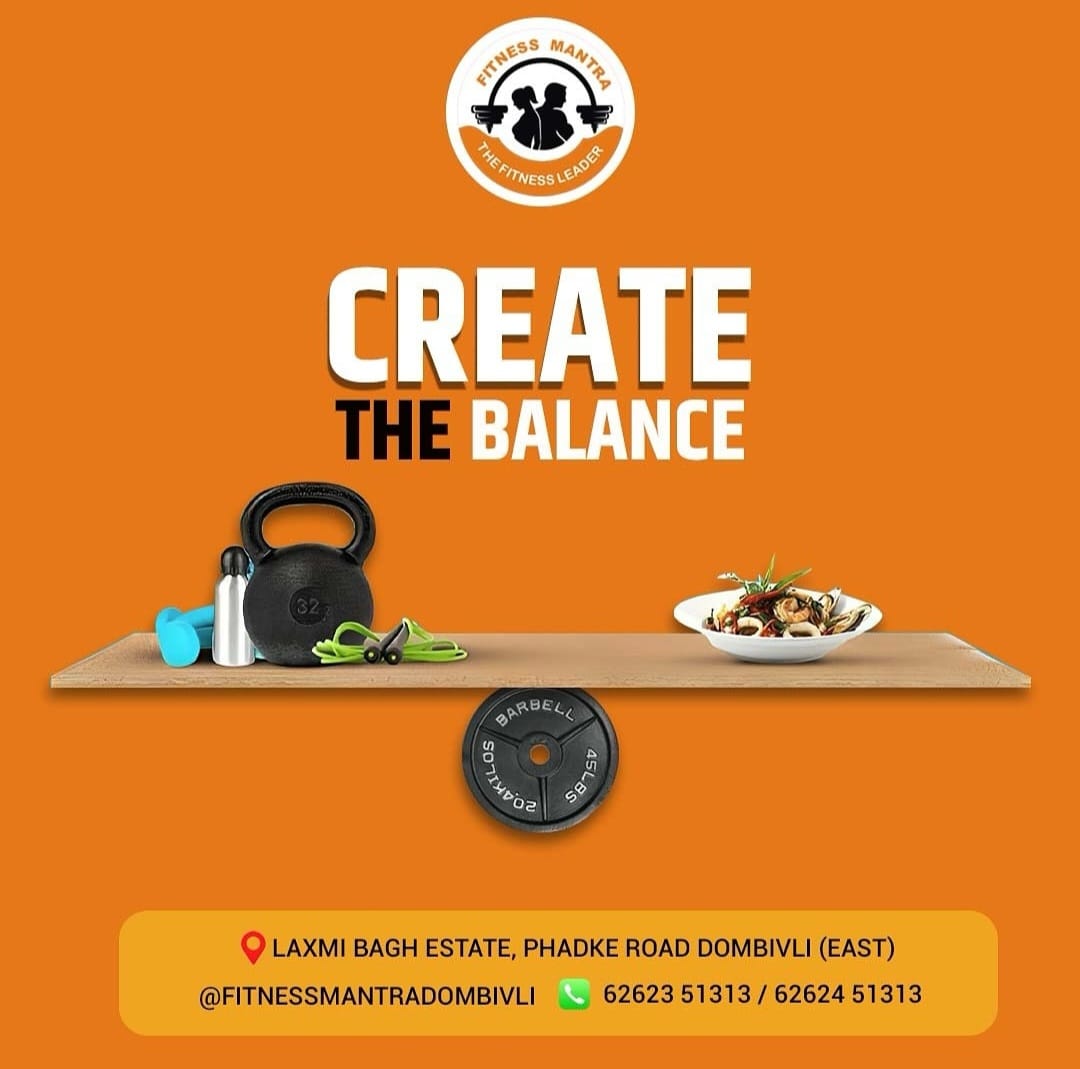 FITNESS MANTRA
THE FITNESS LEADER
CREATE
THE BALANCE
32
BARBELL
45LBS
20.4KILOS
LAXMI BAGH ESTATE, PHADKE ROAD DOMBIVLI (EAST)
@FITNESSMANTRADOMBIVLI 62623 51313 / 62624 51313